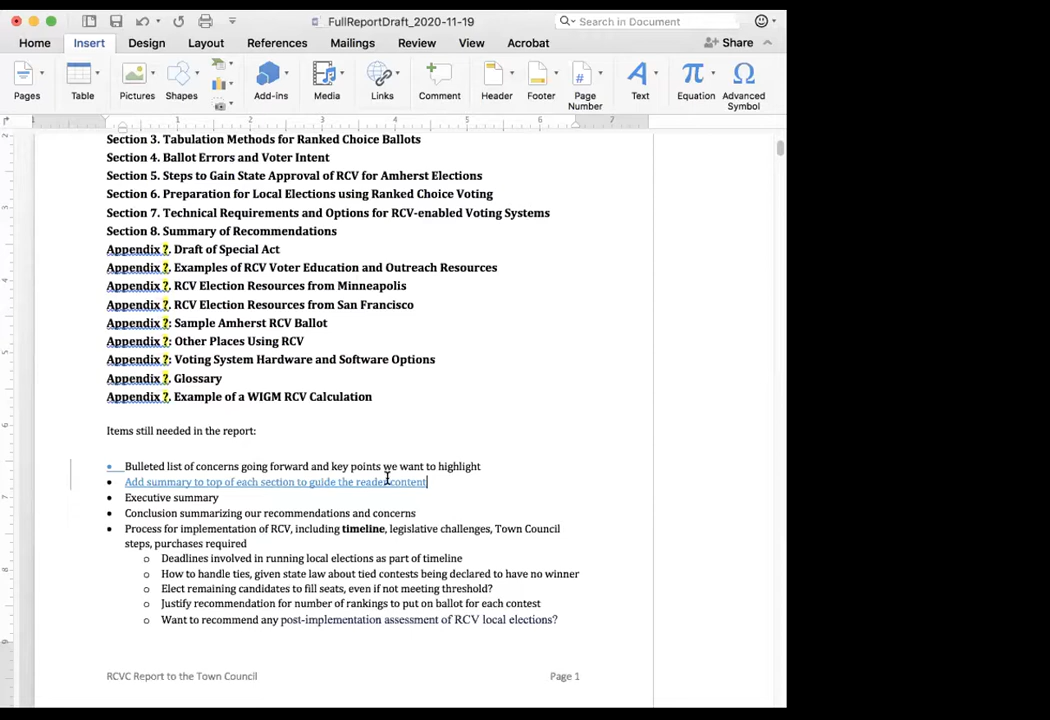 FullReportDraft_2020-11-19
Search in Document
Home Insert Design Layout References Mailings Review View Acrobat Share
Pages Table Pictures Shapes Add-ins Media Links Comment Header Footer Page Number Text Equation Advanced Symbol
1 1 2 3 4 5 6 7
Section 3. Tabulation Methods for Ranked Choice Ballots
Section 4. Ballot Errors and Voter Intent
Section 5. Steps to Gain State Approval of RCV for Amherst Elections
Section 6. Preparation for Local Elections using Ranked Choice Voting
Section 7. Technical Requirements and Options for RCV-enabled Voting Systems
Section 8. Summary of Recommendations
Appendix ?. Draft of Special Act
Appendix ?. Examples of RCV Voter Education and Outreach Resources
Appendix ?. RCV Election Resources from Minneapolis
Appendix ?. RCV Election Resources from San Francisco
Appendix ?: Sample Amherst RCV Ballot
Appendix ?: Other Places Using RCV
Appendix ?: Voting System Hardware and Software Options
Appendix ?. Glossary
Appendix ?. Example of a WIGM RCV Calculation
Items still needed in the report:
• Bulleted list of concerns going forward and key points we want to highlight
• Add summary to top of each section to guide the reader content
• Executive summary
• Conclusion summarizing our recommendations and concerns
• Process for implementation of RCV, including timeline, legislative challenges, Town Council
steps, purchases required
o Deadlines involved in running local elections as part of timeline
o How to handle ties, given state law about tied contests being declared to have no winner
o Elect remaining candidates to fill seats, even if not meeting threshold?
o Justify recommendation for number of rankings to put on ballot for each contest
o Want to recommend any post-implementation assessment of RCV local elections?
RCVC Report to the Town Council Page 1